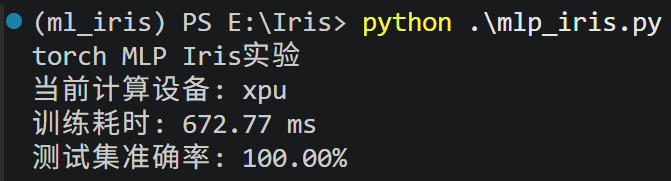 (ml_iris) PS E:\Iris> python .\mlp_iris.py
torch MLP Iris实验
当前计算设备: xpu
训练耗时: 672.77 ms
测试集准确率: 100.00%